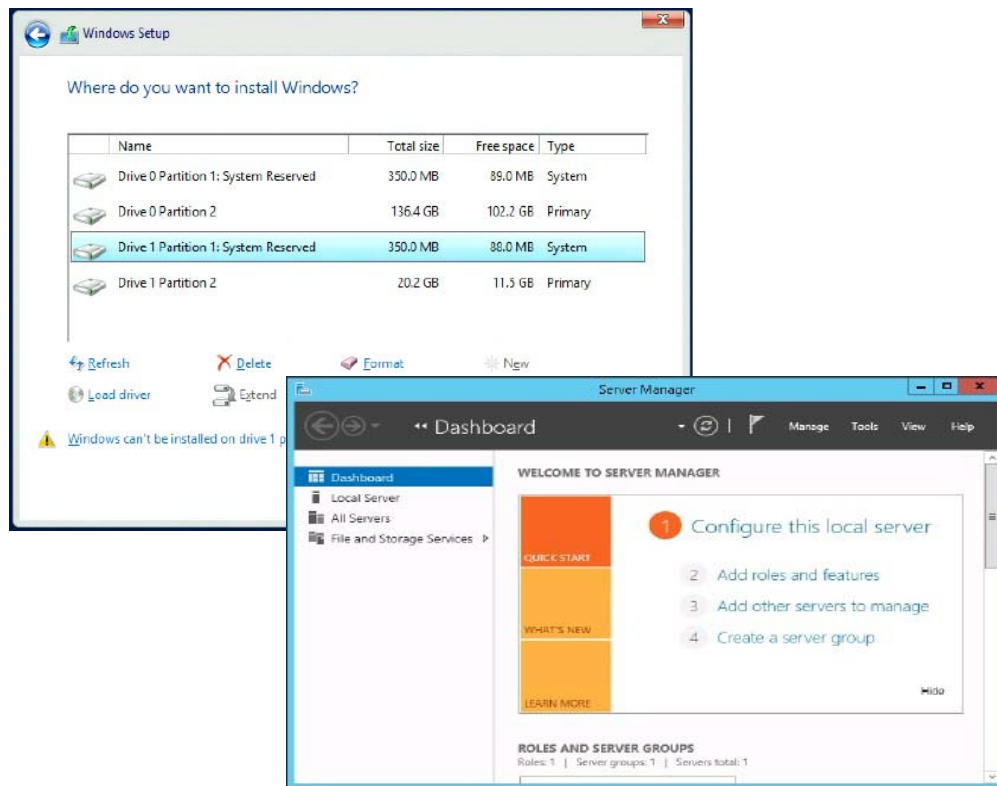 Windows Setup
Where do you want to install Windows?
Name Total size Free space Type
Drive 0 Partition 1: System Reserved 350.0 MB 89.0 MB System
Drive 0 Partition 2 136.4 GB 102.2 GB Primary
Drive 1 Partition 1: System Reserved 350.0 MB 88.0 MB System
Drive 1 Partition 2 20.2 GB 11.5 GB Primary
Refresh Delete Format New
Load driver Extend
Windows can't be installed on drive 1 p
Server Manager
Dashboard Manage Tools View Help
Dashboard
Local Server
All Servers
File and Storage Services
WELCOME TO SERVER MANAGER
QUICK START
WHAT'S NEW
LEARN MORE
1 Configure this local server
2 Add roles and features
3 Add other servers to manage
4 Create a server group
Hide
ROLES AND SERVER GROUPS
Roles: 1 | Server groups: 1 | Servers total: 1